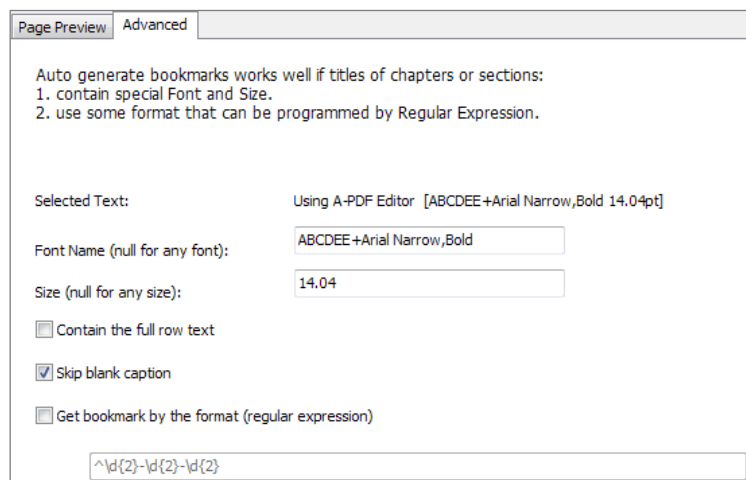 Page Preview Advanced
Auto generate bookmarks works well if titles of chapters or sections:
1. contain special Font and Size.
2. use some format that can be programmed by Regular Expression.
Selected Text: Using A-PDF Editor [ABCDEE+Arial Narrow,Bold 14.04pt]
Font Name (null for any font): ABCDEE+Arial Narrow,Bold
Size (null for any size): 14.04
Contain the full row text
Skip blank caption
Get bookmark by the format (regular expression)
^\d{2}-\d{2}-\d{2}